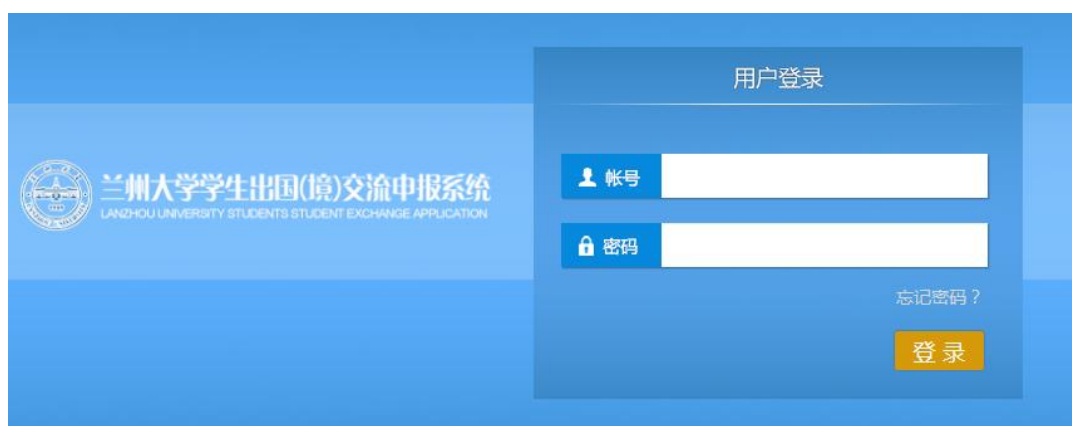 用户登录
兰州大学学生出国(境)交流申报系统
LANZHOU UNIVERSITY STUDENTS STUDENT EXCHANGE APPLICATION
帐号
密码
忘记密码？
登 录